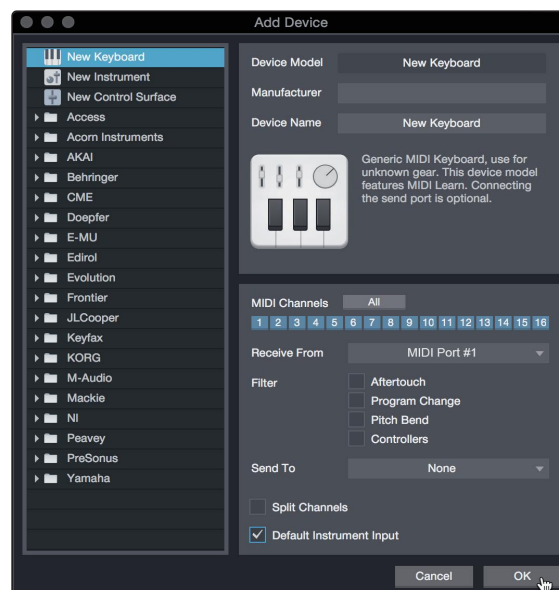 Add Device
New Keyboard
New Instrument
New Control Surface
Access
Acorn Instruments
AKAI
Behringer
CME
Doepfer
E-MU
Edirol
Evolution
Frontier
JLCooper
Keyfax
KORG
M-Audio
Mackie
NI
Peavey
PreSonus
Yamaha
Device Model New Keyboard
Manufacturer
Device Name New Keyboard
Generic MIDI Keyboard, use for
unknown gear. This device model
features MIDI Learn. Connecting
the send port is optional.
MIDI Channels All
1 2 3 4 5 6 7 8 9 10 11 12 13 14 15 16
Receive From MIDI Port #1
Filter Aftertouch
Program Change
Pitch Bend
Controllers
Send To None
Split Channels
Default Instrument Input
Cancel OK